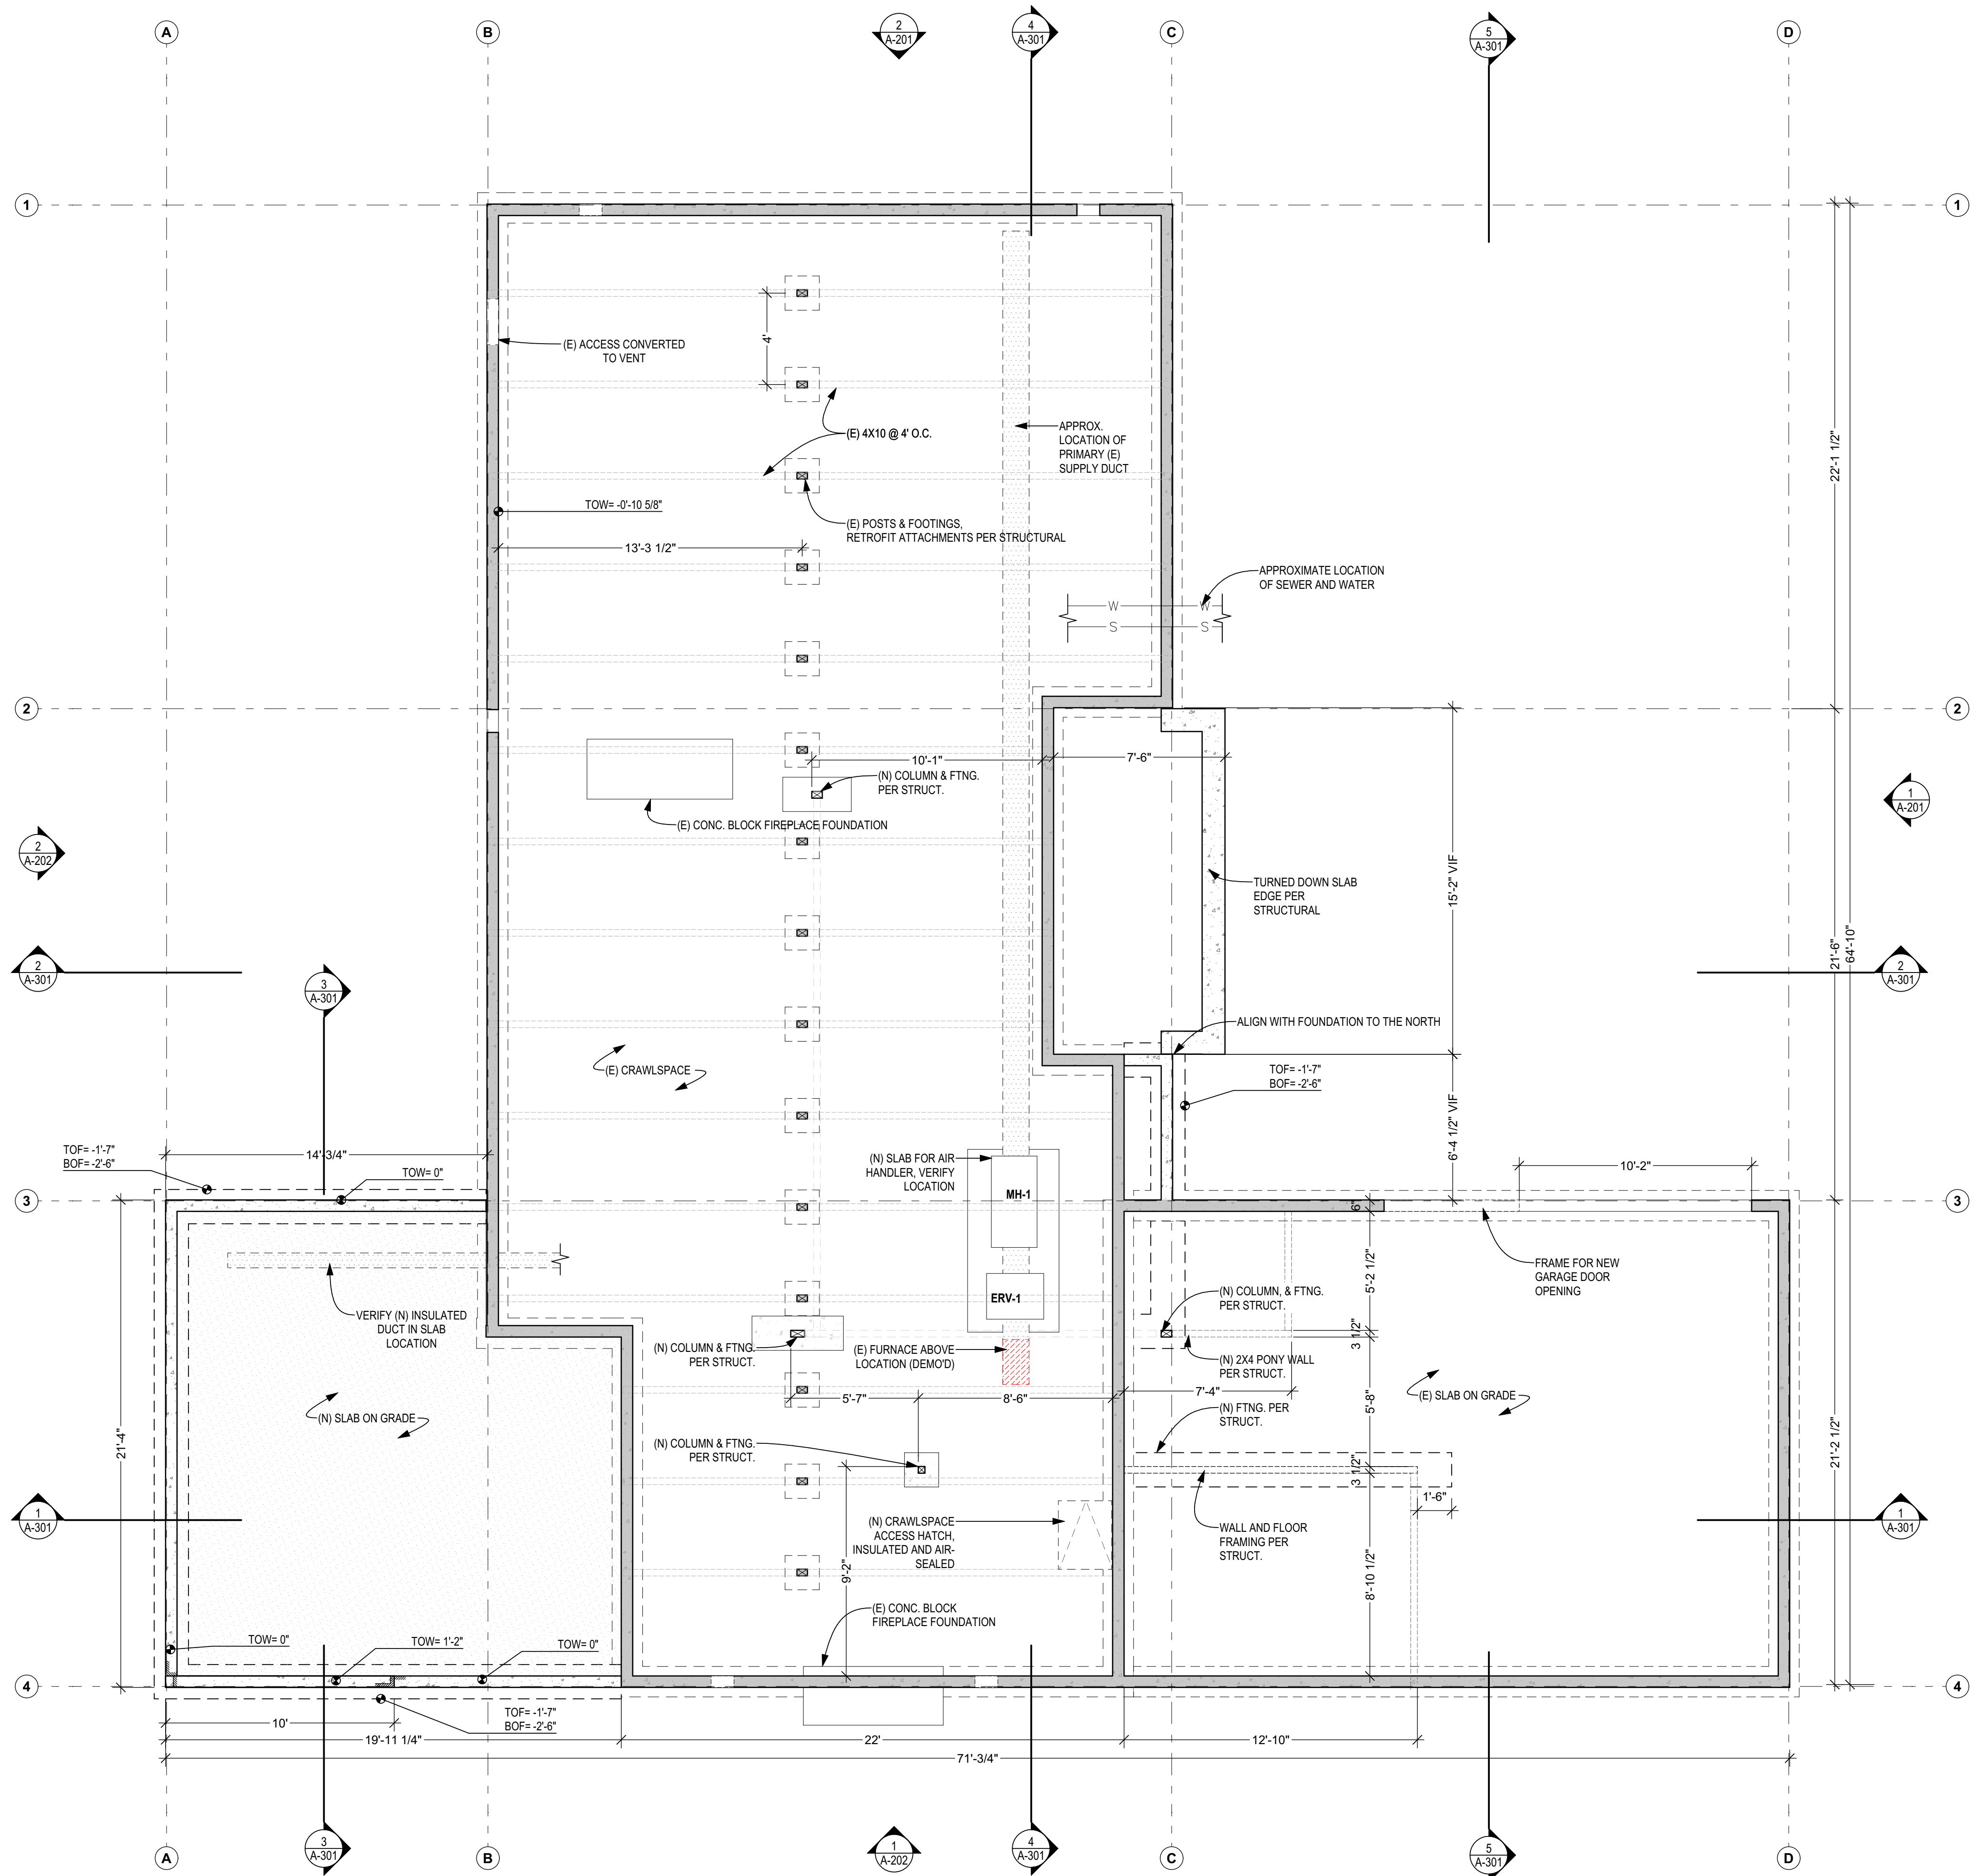 A
B
2
A-201
4
A-301
C
5
A-301
D
1
1
(E) ACCESS CONVERTED
TO VENT
4'
(E) 4X10 @ 4' O.C.
APPROX.
LOCATION OF
PRIMARY (E)
SUPPLY DUCT
22'-1 1/2"
TOW= -0'-10 5/8"
(E) POSTS & FOOTINGS,
RETROFIT ATTACHMENTS PER STRUCTURAL
13'-3 1/2"
APPROXIMATE LOCATION
OF SEWER AND WATER
W
W
S
S
2
2
10'-1"
7'-6"
(N) COLUMN & FTNG.
PER STRUCT.
(E) CONC. BLOCK FIREPLACE FOUNDATION
1
A-201
2
A-202
15'-2" VIF
TURNED DOWN SLAB
EDGE PER
STRUCTURAL
21'-6"
64'-10"
2
A-301
3
A-301
2
A-301
ALIGN WITH FOUNDATION TO THE NORTH
(E) CRAWLSPACE
TOF= -1'-7"
BOF= -2'-6"
6'-4 1/2" VIF
TOF= -1'-7"
BOF= -2'-6"
14'-3/4"
TOW= 0"
(N) SLAB FOR AIR
HANDLER, VERIFY
LOCATION
MH-1
10'-2"
3
3
6"
5'-2 1/2"
FRAME FOR NEW
GARAGE DOOR
OPENING
VERIFY (N) INSULATED
DUCT IN SLAB
LOCATION
ERV-1
(N) COLUMN, & FTNG.
PER STRUCT.
3 1/2"
(N) COLUMN & FTNG.
PER STRUCT.
(E) FURNACE ABOVE
LOCATION (DEMO'D)
(N) 2X4 PONY WALL
PER STRUCT.
7'-4"
5'-7"
8'-6"
5'-8"
(E) SLAB ON GRADE
(N) FTNG. PER
STRUCT.
(N) SLAB ON GRADE
21'-4"
(N) COLUMN & FTNG.
PER STRUCT.
21'-2 1/2"
3 1/2"
1'-6"
1
A-301
(N) CRAWLSPACE
ACCESS HATCH,
INSULATED AND AIR-
SEALED
WALL AND FLOOR
FRAMING PER
STRUCT.
1
A-301
9'-2"
8'-10 1/2"
(E) CONC. BLOCK
FIREPLACE FOUNDATION
TOW= 0"
TOW= 1'-2"
TOW= 0"
4
4
TOF= -1'-7"
BOF= -2'-6"
10'
19'-11 1/4"
22'
12'-10"
71'-3/4"
A
3
A-301
B
1
A-202
4
A-301
C
5
A-301
D